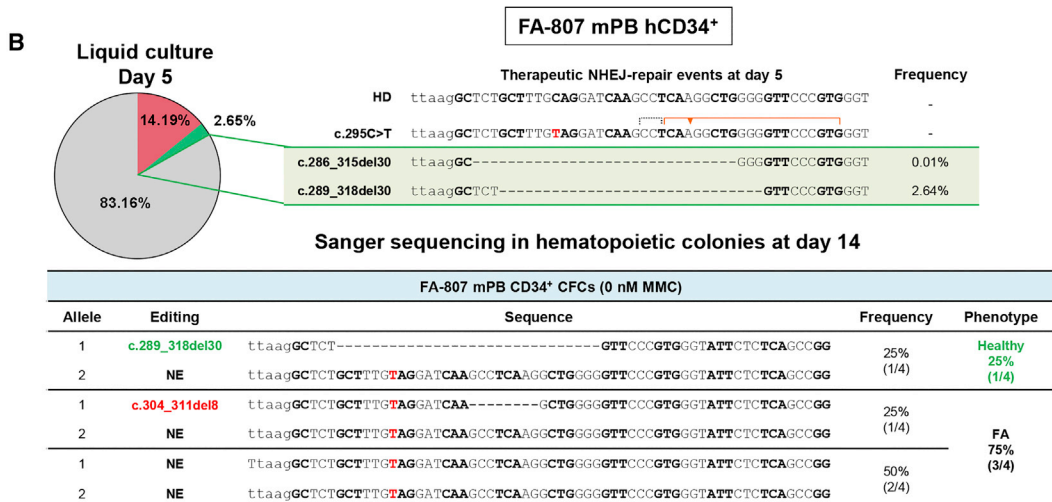 B
FA-807 mPB hCD34⁺
Liquid culture
Day 5
14.19%
2.65%
83.16%
Therapeutic NHEJ-repair events at day 5 Frequency
HD ttaagGCTCTGCTTTGCAGGATCAAGCCTCAAGGCTGGGGGTTCCCGTGGGT -
c.295C>T ttaagGCTCTGCTTTGTAGGATCAAGCCTCAAGGCTGGGGGTTCCCGTGGGT -
c.286_315del30 ttaagGC------------------------------GGGGTTCCCGTGGGT 0.01%
c.289_318del30 ttaagGCTCT------------------------------GTTCCCGTGGGT 2.64%
Sanger sequencing in hematopoietic colonies at day 14
FA-807 mPB CD34⁺ CFCs (0 nM MMC)
Allele Editing Sequence Frequency Phenotype
1 c.289_318del30 ttaagGCTCT------------------------------GTTCCCGTGGGTATTCTCTCAGCCGG
2 NE ttaagGCTCTGCTTTGTAGGATCAAGCCTCAAGGCTGGGGGTTCCCGTGGGTATTCTCTCAGCCGG
25%
(1/4)
Healthy
25%
(1/4)
1 c.304_311del8 ttaagGCTCTGCTTTGTAGGATCAA--------GCTGGGGGTTCCCGTGGGTATTCTCTCAGCCGG
2 NE ttaagGCTCTGCTTTGTAGGATCAAGCCTCAAGGCTGGGGGTTCCCGTGGGTATTCTCTCAGCCGG
25%
(1/4)
1 NE TtaagGCTCTGCTTTGTAGGATCAAGCCTCAAGGCTGGGGGTTCCCGTGGGTATTCTCTCAGCCGG
2 NE ttaagGCTCTGCTTTGTAGGATCAAGCCTCAAGGCTGGGGGTTCCCGTGGGTATTCTCTCAGCCGG
50%
(2/4)
FA
75%
(3/4)